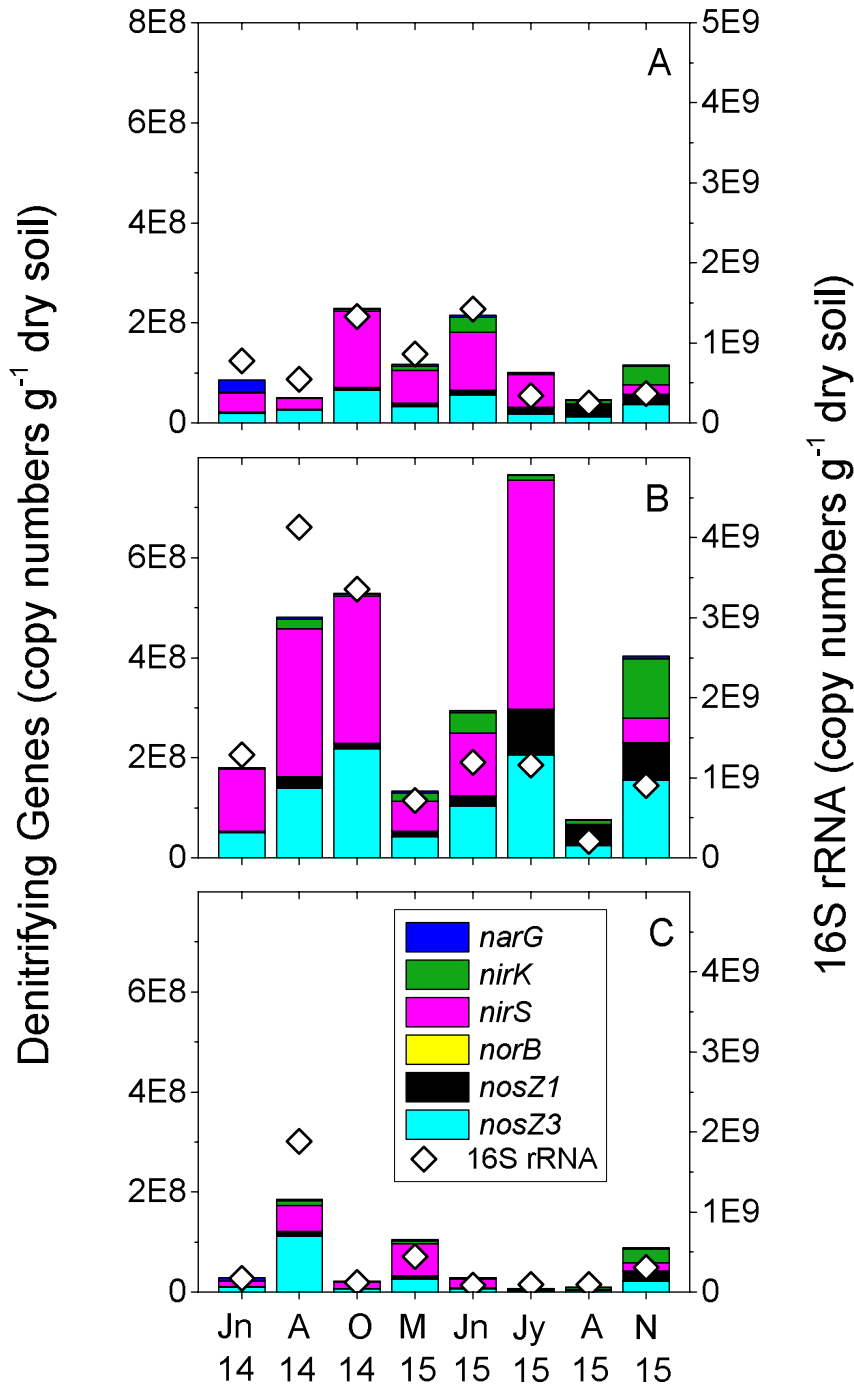 Denitrifying Genes (copy numbers g-1 dry soil)
8E8
6E8
4E8
2E8
0
A
5E9
4E9
3E9
2E9
1E9
0
6E8
4E8
2E8
0
B
4E9
3E9
2E9
1E9
0
6E8
4E8
2E8
0
C
narG
nirK
nirS
norB
nosZ1
nosZ3
16S rRNA
4E9
3E9
2E9
1E9
0
Jn A O M Jn Jy A N
14 14 14 15 15 15 15 15
16S rRNA (copy numbers g-1 dry soil)